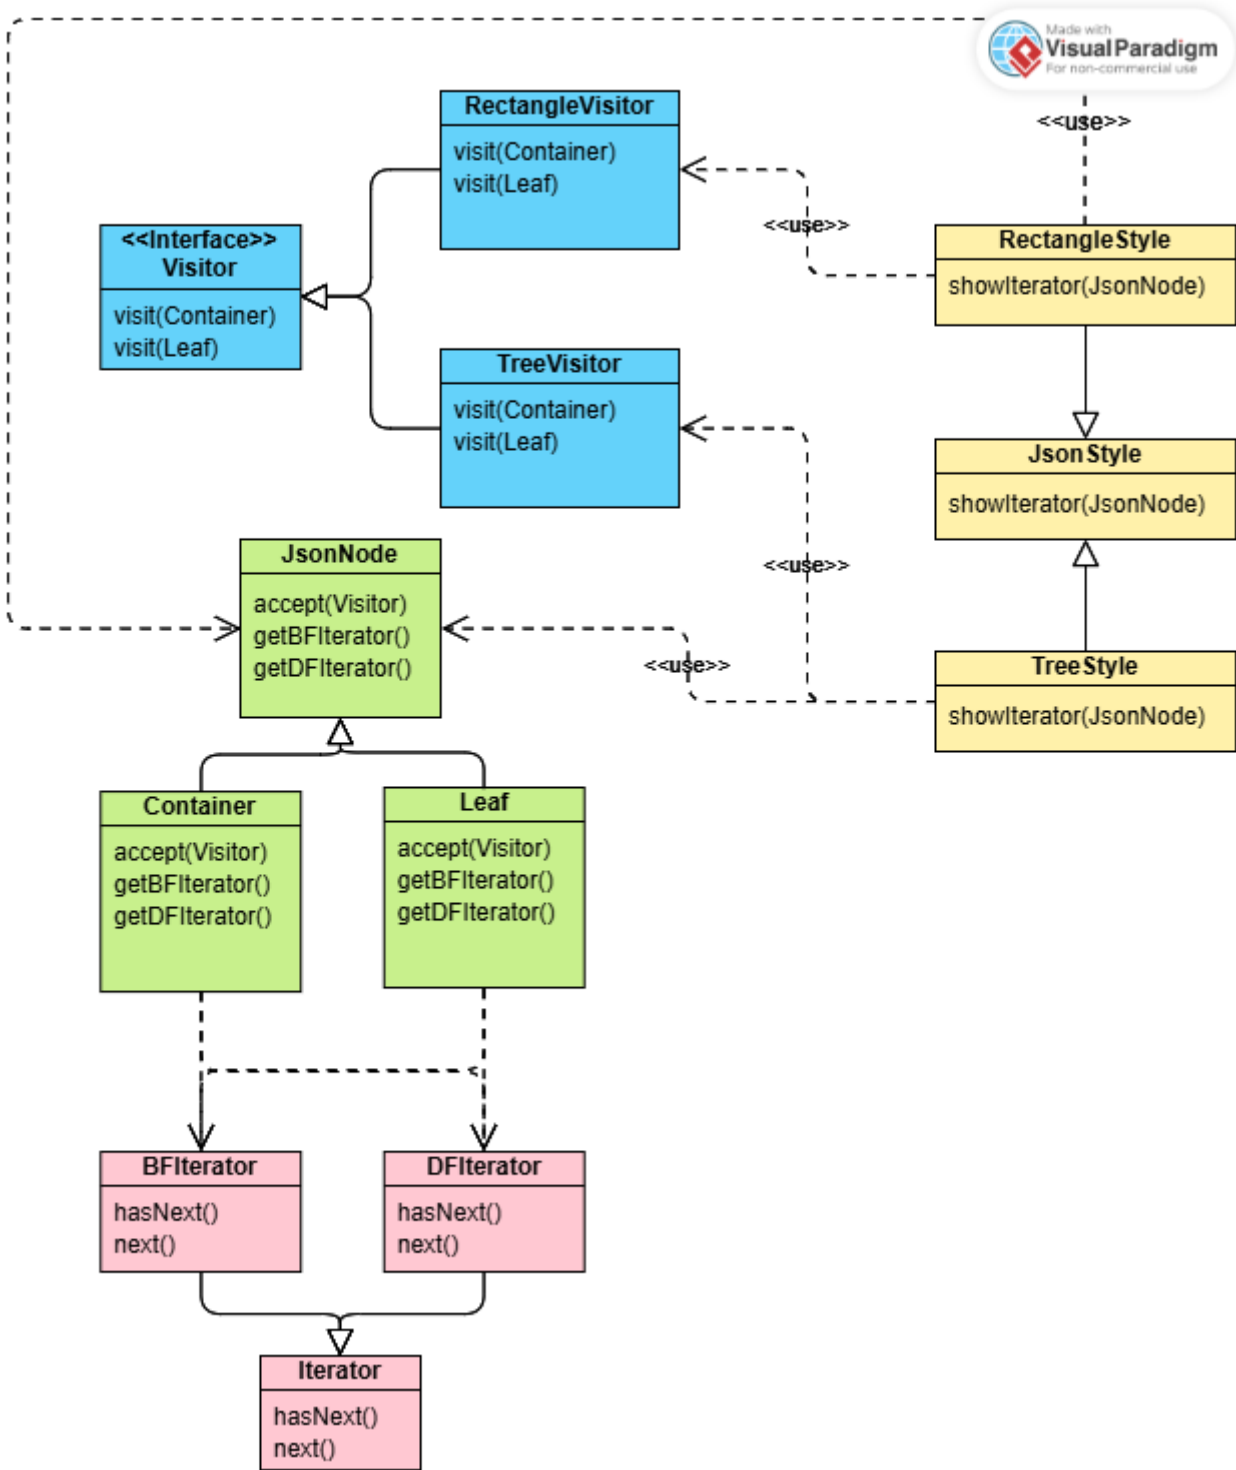 Made with
Visual Paradigm
For non-commercial use
<<use>>
RectangleVisitor
visit(Container)
visit(Leaf)
<<use>>
<<Interface>>
Visitor
visit(Container)
visit(Leaf)
RectangleStyle
showIterator(JsonNode)
TreeVisitor
visit(Container)
visit(Leaf)
JsonStyle
showIterator(JsonNode)
<<use>>
JsonNode
accept(Visitor)
getBFIterator()
getDFIterator()
<<use>>
TreeStyle
showIterator(JsonNode)
Container
accept(Visitor)
getBFIterator()
getDFIterator()
Leaf
accept(Visitor)
getBFIterator()
getDFIterator()
BFIterator
hasNext()
next()
DFIterator
hasNext()
next()
Iterator
hasNext()
next()